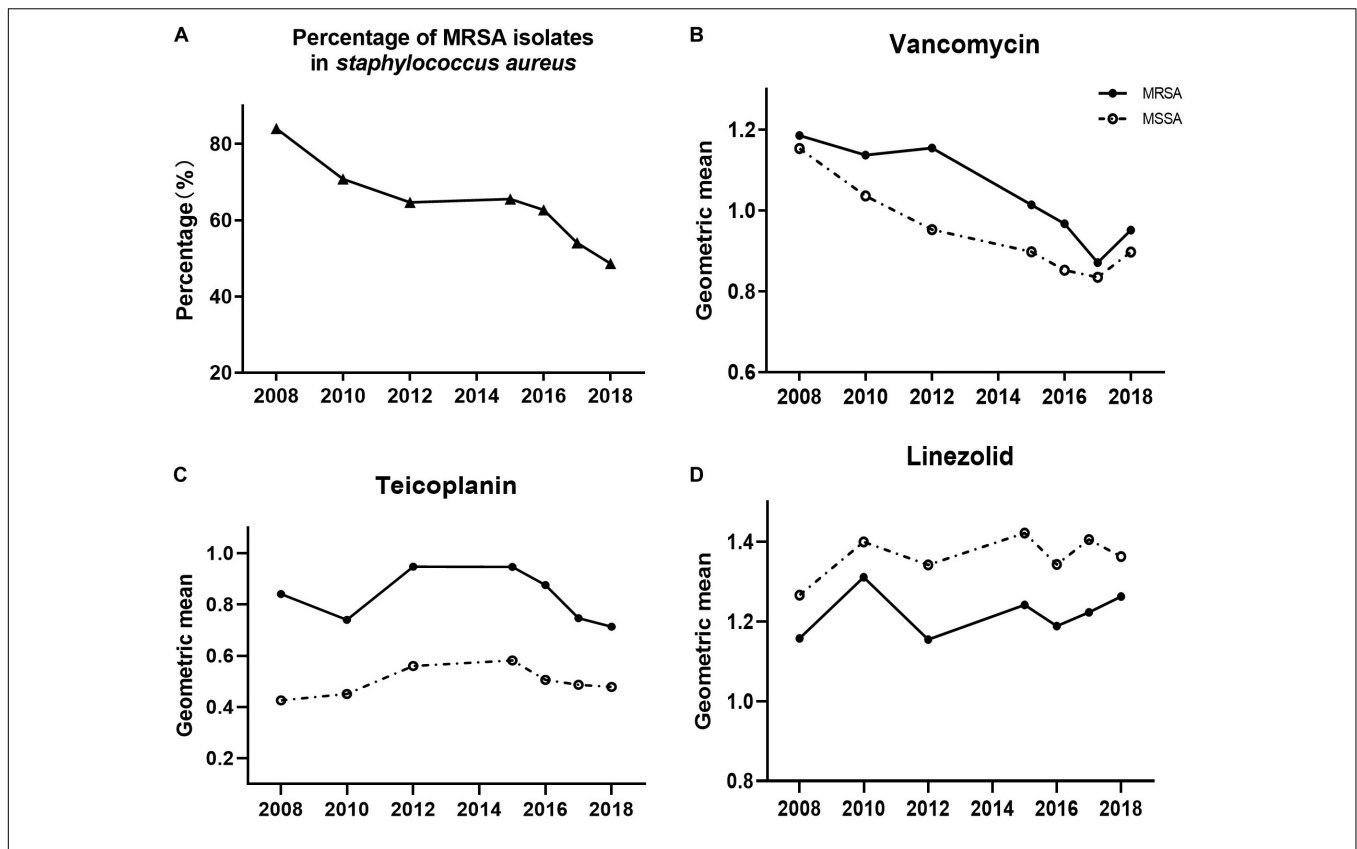 A
Percentage of MRSA isolates
in staphylococcus aureus
Percentage (%)
80
60
40
20
2008 2010 2012 2014 2016 2018
B
Vancomycin
MRSA
MSSA
Geometric mean
1.2
1.0
0.8
0.6
2008 2010 2012 2014 2016 2018
C
Teicoplanin
Geometric mean
1.0
0.8
0.6
0.4
0.2
2008 2010 2012 2014 2016 2018
D
Linezolid
Geometric mean
1.4
1.2
1.0
0.8
2008 2010 2012 2014 2016 2018